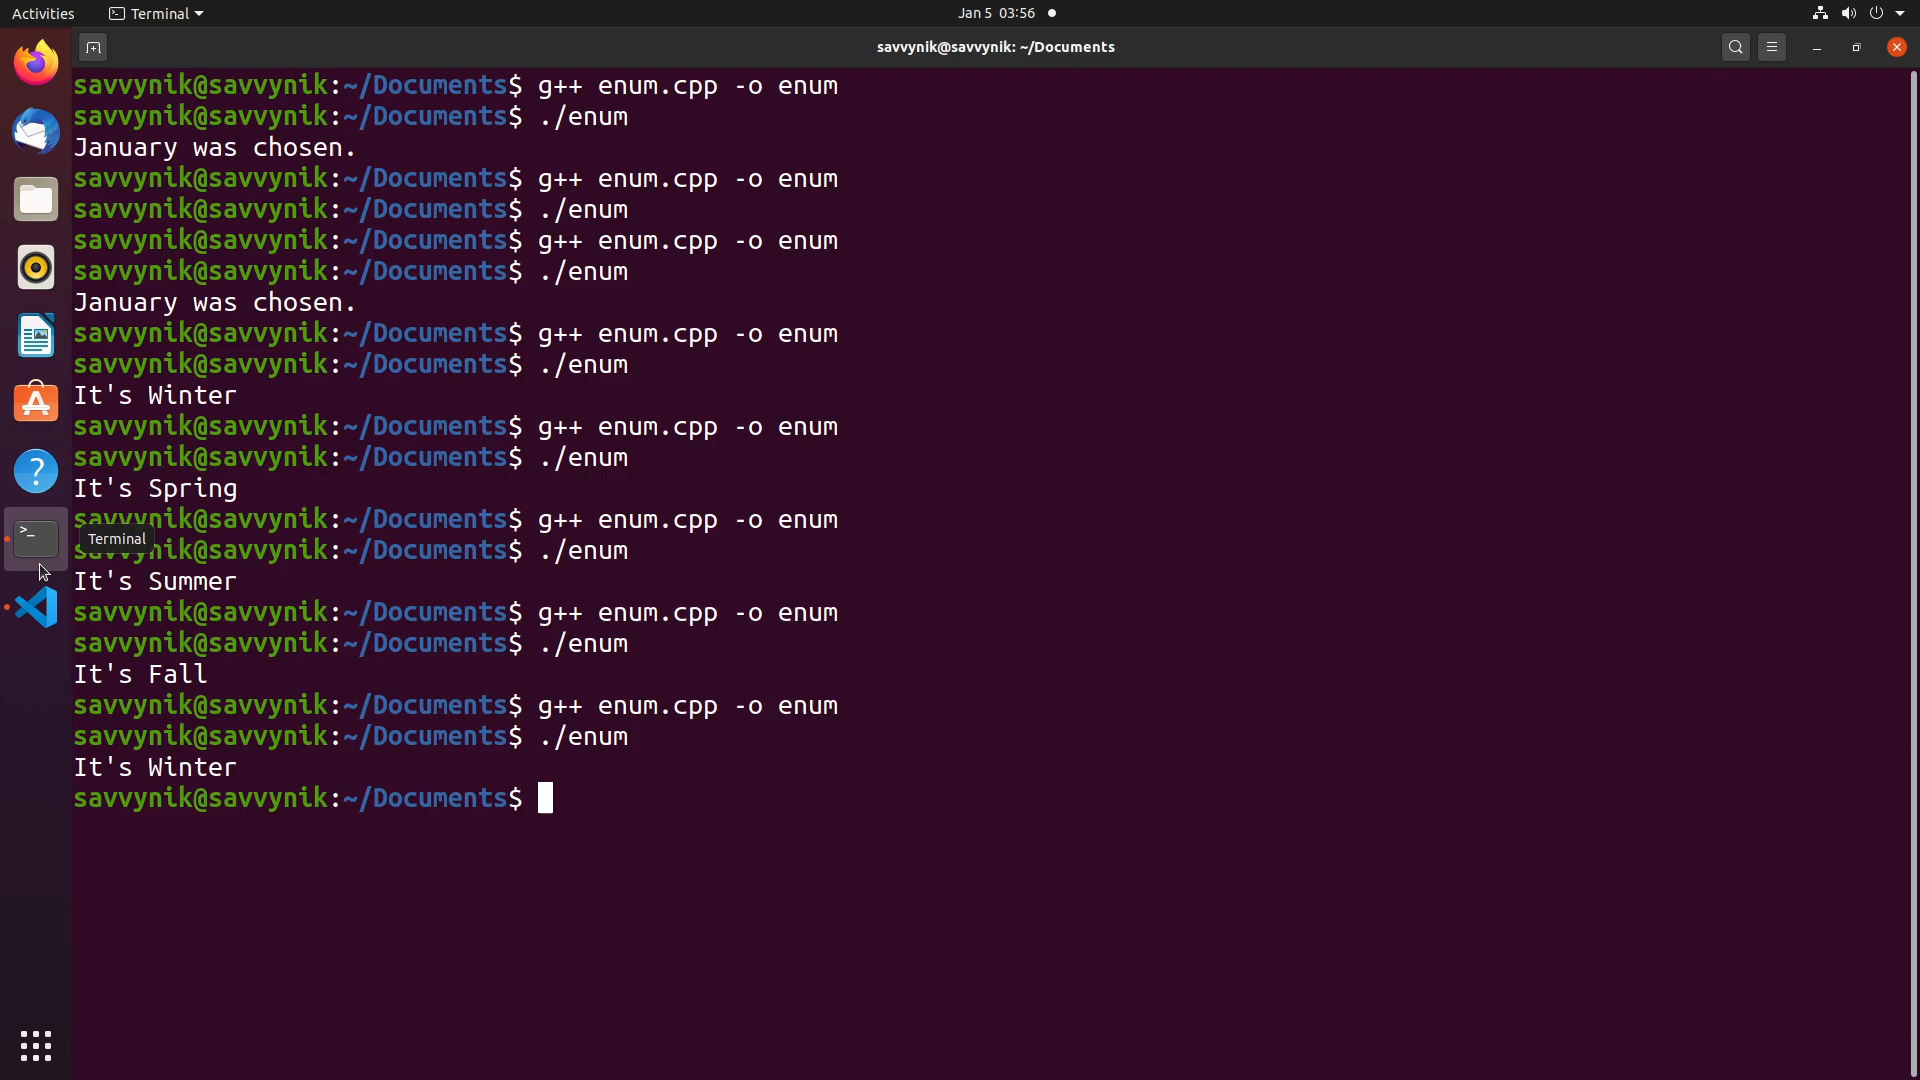 Activities
Terminal
Jan 5 03:56
savvynik@savvynik: ~/Documents
savvynik@savvynik:~/Documents$ g++ enum.cpp -o enum
savvynik@savvynik:~/Documents$ ./enum
January was chosen.
savvynik@savvynik:~/Documents$ g++ enum.cpp -o enum
savvynik@savvynik:~/Documents$ ./enum
savvynik@savvynik:~/Documents$ g++ enum.cpp -o enum
savvynik@savvynik:~/Documents$ ./enum
January was chosen.
savvynik@savvynik:~/Documents$ g++ enum.cpp -o enum
savvynik@savvynik:~/Documents$ ./enum
It's Winter
savvynik@savvynik:~/Documents$ g++ enum.cpp -o enum
savvynik@savvynik:~/Documents$ ./enum
It's Spring
savvynik@savvynik:~/Documents$ g++ enum.cpp -o enum
Terminal
savvynik@savvynik:~/Documents$ ./enum
It's Summer
savvynik@savvynik:~/Documents$ g++ enum.cpp -o enum
savvynik@savvynik:~/Documents$ ./enum
It's Fall
savvynik@savvynik:~/Documents$ g++ enum.cpp -o enum
savvynik@savvynik:~/Documents$ ./enum
It's Winter
savvynik@savvynik:~/Documents$